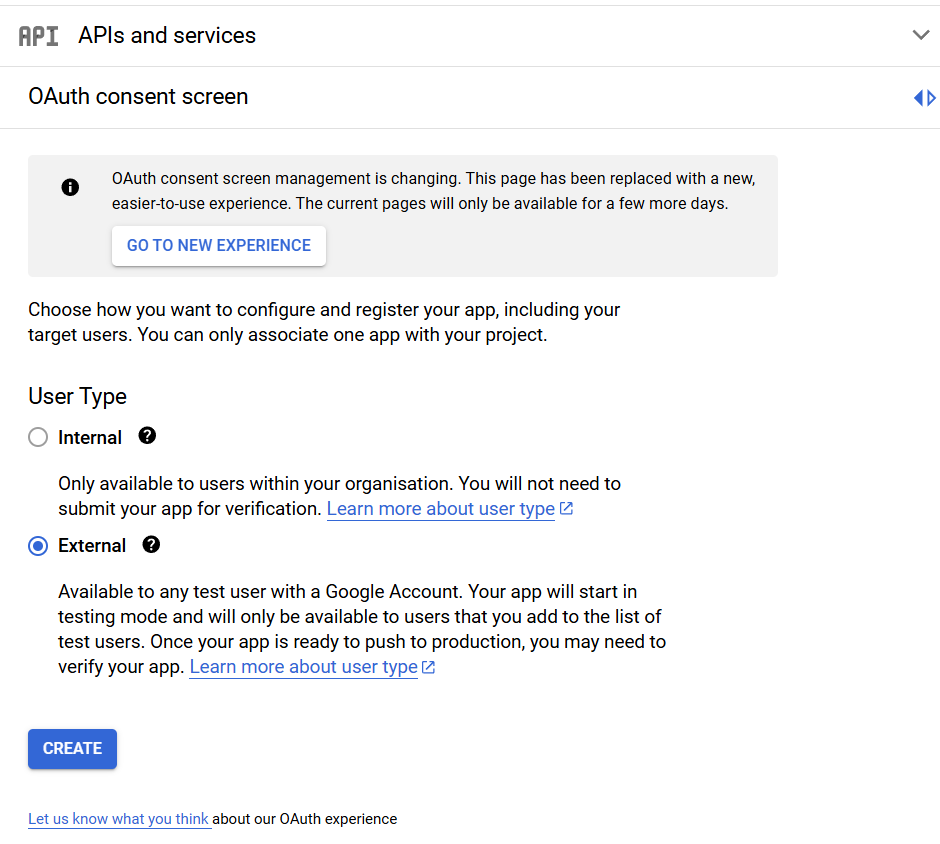 API APIs and services
OAuth consent screen
OAuth consent screen management is changing. This page has been replaced with a new,
easier-to-use experience. The current pages will only be available for a few more days.
GO TO NEW EXPERIENCE
Choose how you want to configure and register your app, including your
target users. You can only associate one app with your project.
User Type
Internal
Only available to users within your organisation. You will not need to
submit your app for verification. Learn more about user type
External
Available to any test user with a Google Account. Your app will start in
testing mode and will only be available to users that you add to the list of
test users. Once your app is ready to push to production, you may need to
verify your app. Learn more about user type
CREATE
Let us know what you think about our OAuth experience